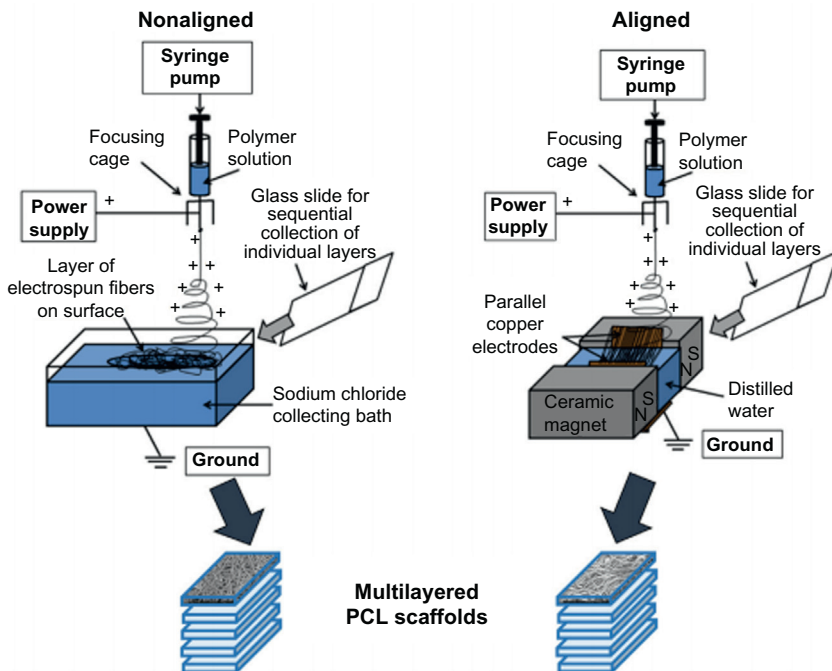 Nonaligned
Syringe
pump
Focusing
cage
Polymer
solution
Power
supply
+
Glass slide for
sequential
collection of
individual layers
+
+ +
+ +
+ +
+ +
Layer of
electrospun fibers
on surface
Sodium chloride
collecting bath
Ground
Aligned
Syringe
pump
Focusing
cage
Polymer
solution
Power
supply
+
Glass slide for
sequential
collection of
individual layers
+
+ +
+ +
+ +
+ +
Parallel
copper
electrodes
S
N
S
N
Ceramic
magnet
Distilled
water
Ground
Multilayered
PCL scaffolds